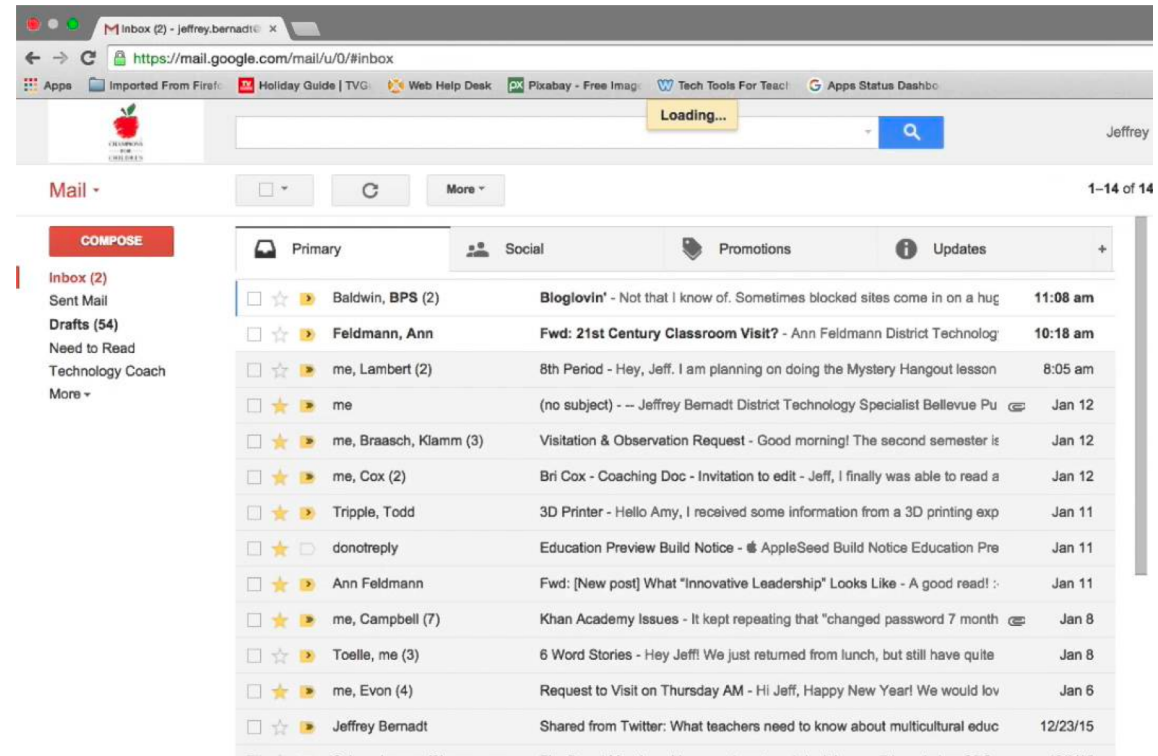 Inbox (2) - jeffrey.bernadt@
https://mail.google.com/mail/u/0/#inbox
Apps Imported From Firefo Holiday Guide | TVG Web Help Desk Pixabay - Free Imag Tech Tools For Teach Apps Status Dashbo
Loading...
CHAMPIONS
FOR
CHILDREN
Jeffrey
Mail
More
1–14 of 14
COMPOSE
Inbox (2)
Sent Mail
Drafts (54)
Need to Read
Technology Coach
More
Primary Social Promotions Updates +
Baldwin, BPS (2) Bloglovin' - Not that I know of. Sometimes blocked sites come in on a hug 11:08 am
Feldmann, Ann Fwd: 21st Century Classroom Visit? - Ann Feldmann District Technolog 10:18 am
me, Lambert (2) 8th Period - Hey, Jeff. I am planning on doing the Mystery Hangout lesson 8:05 am
me (no subject) - -- Jeffrey Bernadt District Technology Specialist Bellevue Pu Jan 12
me, Braasch, Klamm (3) Visitation & Observation Request - Good morning! The second semester is Jan 12
me, Cox (2) Bri Cox - Coaching Doc - Invitation to edit - Jeff, I finally was able to read a Jan 12
Tripple, Todd 3D Printer - Hello Amy, I received some information from a 3D printing exp Jan 11
donotreply Education Preview Build Notice - AppleSeed Build Notice Education Pre Jan 11
Ann Feldmann Fwd: [New post] What "Innovative Leadership" Looks Like - A good read! :- Jan 11
me, Campbell (7) Khan Academy Issues - It kept repeating that "changed password 7 month Jan 8
Toelle, me (3) 6 Word Stories - Hey Jeff! We just returned from lunch, but still have quite Jan 8
me, Evon (4) Request to Visit on Thursday AM - Hi Jeff, Happy New Year! We would lov Jan 6
Jeffrey Bernadt Shared from Twitter: What teachers need to know about multicultural educ 12/23/15